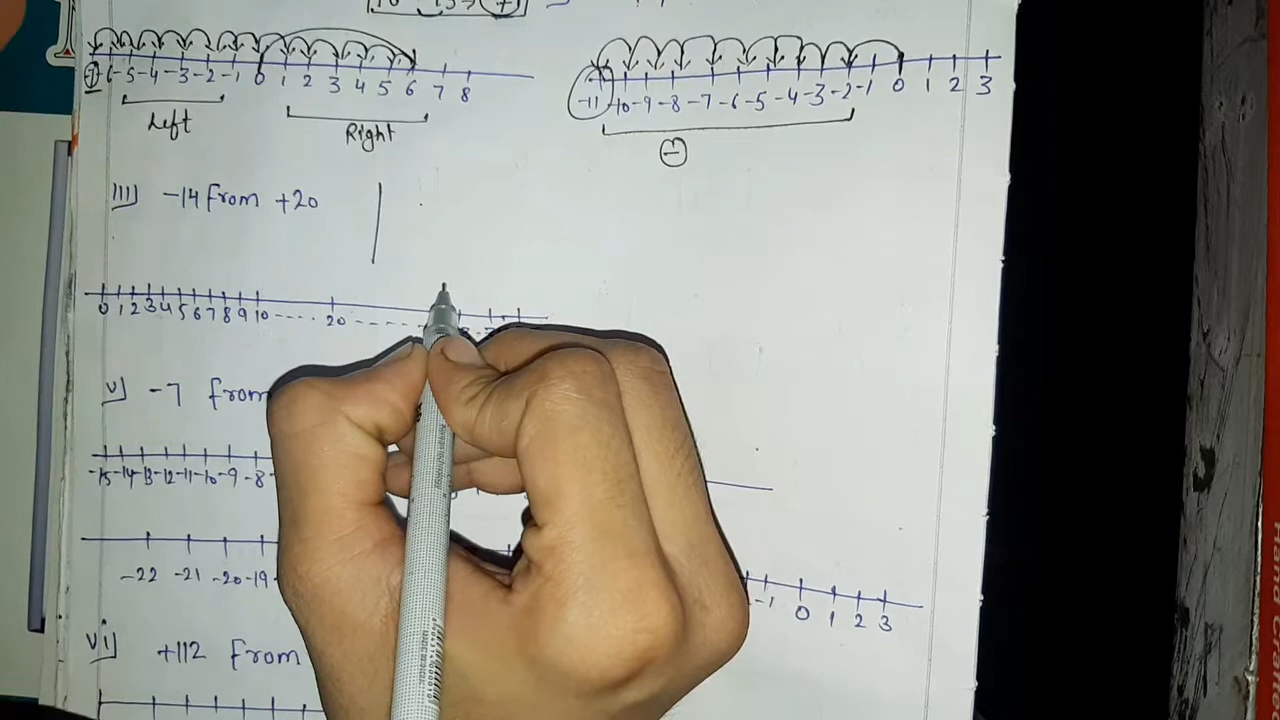 -7 -6 -5 -4 -3 -2 -1 0 1 2 3 4 5 6 7 8
Left Right
-11 -10 -9 -8 -7 -6 -5 -4 -3 -2 -1 0 1 2 3
-
III) -14 from +20
0 1 2 3 4 5 6 7 8 9 10 ..... 20 ----
V) -7 from
-15 -14 -13 -12 -11 -10 -9 -8
-22 -21 -20 -19
-1 0 1 2 3
vi) +112 From